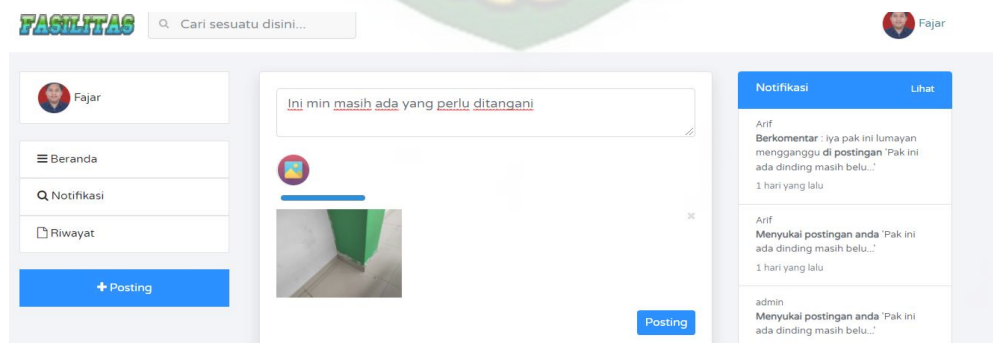 FASILITAS
Cari sesuatu disini...
Fajar
Fajar
Beranda
Notifikasi
Riwayat
+ Posting
Ini min masih ada yang perlu ditangani
Posting
Notifikasi
Lihat
Arif
Berkomentar : iya pak ini lumayan
mengganggu di postingan 'Pak ini
ada dinding masih belu...'
1 hari yang lalu
Arif
Menyukai postingan anda 'Pak ini
ada dinding masih belu...'
1 hari yang lalu
admin
Menyukai postingan anda 'Pak ini
ada dinding masih belu...'